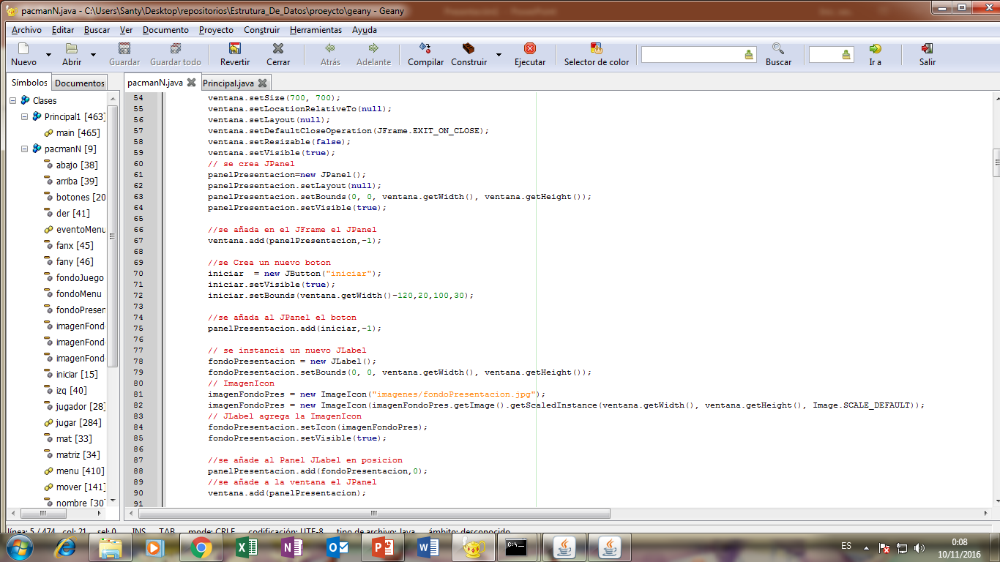 pacmanN.java - C:\Users\Santy\Desktop\repositorios\Estrutura_De_Datos\proeycto\geany - Geany
Archivo Editar Buscar Ver Documento Proyecto Construir Herramientas Ayuda
Nuevo Abrir Guardar Guardar todo Revertir Cerrar Atrás Adelante Compilar Construir Ejecutar Selector de color Buscar Ir a Salir
Símbolos Documentos pacmanN.java Principal.java
Clases
Principal1 [463]
main [465]
pacmanN [9]
abajo [38]
arriba [39]
botones [20
der [41]
eventoMenu
fanx [45]
fany [46]
fondoJuego
fondoMenu
fondoPresen
imagenFond
imagenFond
imagenFond
iniciar [15]
izq [40]
jugador [28]
jugar [284]
mat [33]
matriz [34]
menu [410]
mover [141]
nombre [30]
54 ventana.setSize(700, 700);
55 ventana.setLocationRelativeTo(null);
56 ventana.setLayout(null);
57 ventana.setDefaultCloseOperation(JFrame.EXIT_ON_CLOSE);
58 ventana.setResizable(false);
59 ventana.setVisible(true);
60 // se crea JPanel
61 panelPresentacion=new JPanel();
62 panelPresentacion.setLayout(null);
63 panelPresentacion.setBounds(0, 0, ventana.getWidth(), ventana.getHeight());
64 panelPresentacion.setVisible(true);
65
66 //se añada en el JFrame el JPanel
67 ventana.add(panelPresentacion,-1);
68
69 //se Crea un nuevo boton
70 iniciar  = new JButton("iniciar");
71 iniciar.setVisible(true);
72 iniciar.setBounds(ventana.getWidth()-120,20,100,30);
73
74 //se añada al JPanel el boton
75 panelPresentacion.add(iniciar,-1);
76
77 // se instancia un nuevo JLabel
78 fondoPresentacion = new JLabel();
79 fondoPresentacion.setBounds(0, 0, ventana.getWidth(), ventana.getHeight());
80 // ImagenIcon
81 imagenFondoPres = new ImageIcon("imagenes/fondoPresentacion.jpg");
82 imagenFondoPres = new ImageIcon(imagenFondoPres.getImage().getScaledInstance(ventana.getWidth(), ventana.getHeight(), Image.SCALE_DEFAULT));
83 // JLabel agrega la ImagenIcon
84 fondoPresentacion.setIcon(imagenFondoPres);
85 fondoPresentacion.setVisible(true);
86
87 //se añade al Panel JLabel en posicion
88 panelPresentacion.add(fondoPresentacion,0);
89 //se añade a la ventana el JPanel
90 ventana.add(panelPresentacion);
91
línea: 5 / 474 col: 21 sel: 0 INS TAB mode: CRLF codificación: UTF-8 tipo de archivo: Java ámbito: desconocido
ES
0:08
10/11/2016